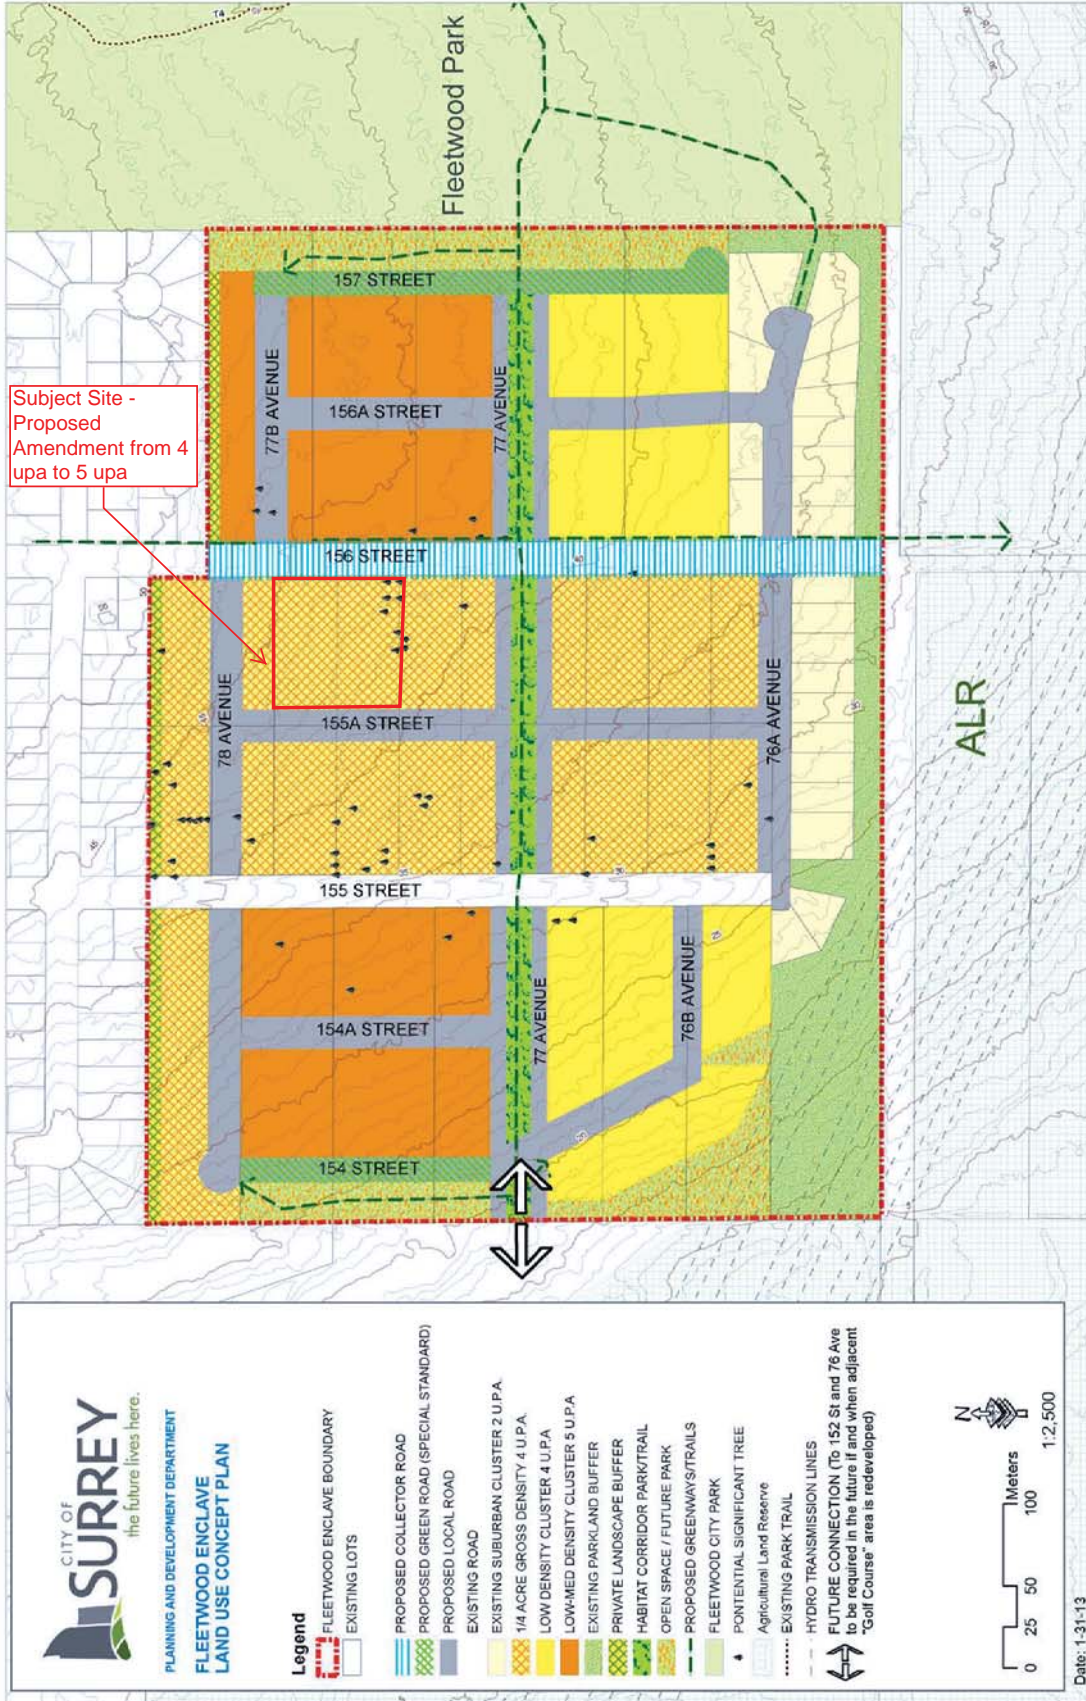 CITY OF
SURREY
the future lives here.
PLANNING AND DEVELOPMENT DEPARTMENT
FLEETWOOD ENCLAVE
LAND USE CONCEPT PLAN
Legend
FLEETWOOD ENCLAVE BOUNDARY
EXISTING LOTS
PROPOSED COLLECTOR ROAD
PROPOSED GREEN ROAD (SPECIAL STANDARD)
PROPOSED LOCAL ROAD
EXISTING ROAD
EXISTING SUBURBAN CLUSTER 2 U.P.A.
1/4 ACRE GROSS DENSITY 4 U.P.A.
LOW DENSITY CLUSTER 4 U.P.A
LOW-MED DENSITY CLUSTER 5 U.P.A
EXISTING PARKLAND BUFFER
PRIVATE LANDSCAPE BUFFER
HABITAT CORRIDOR PARK/TRAIL
OPEN SPACE / FUTURE PARK
PROPOSED GREENWAYS/TRAILS
FLEETWOOD CITY PARK
PONTENTIAL SIGNIFICANT TREE
Agricultural Land Reserve
EXISTING PARK TRAIL
HYDRO TRANSMISSION LINES
FUTURE CONNECTION (To 152 St and 76 Ave
to be required in the future if and when adjacent
"Golf Course" area is redeveloped)
N
0 25 50 100
Meters
1:2,500
Date: 1-31-13
Subject Site -
Proposed
Amendment from 4
upa to 5 upa
Fleetwood Park
157 STREET
77B AVENUE
156A STREET
77 AVENUE
156 STREET
78 AVENUE
155A STREET
76A AVENUE
155 STREET
154A STREET
77 AVENUE
76B AVENUE
154 STREET
ALR